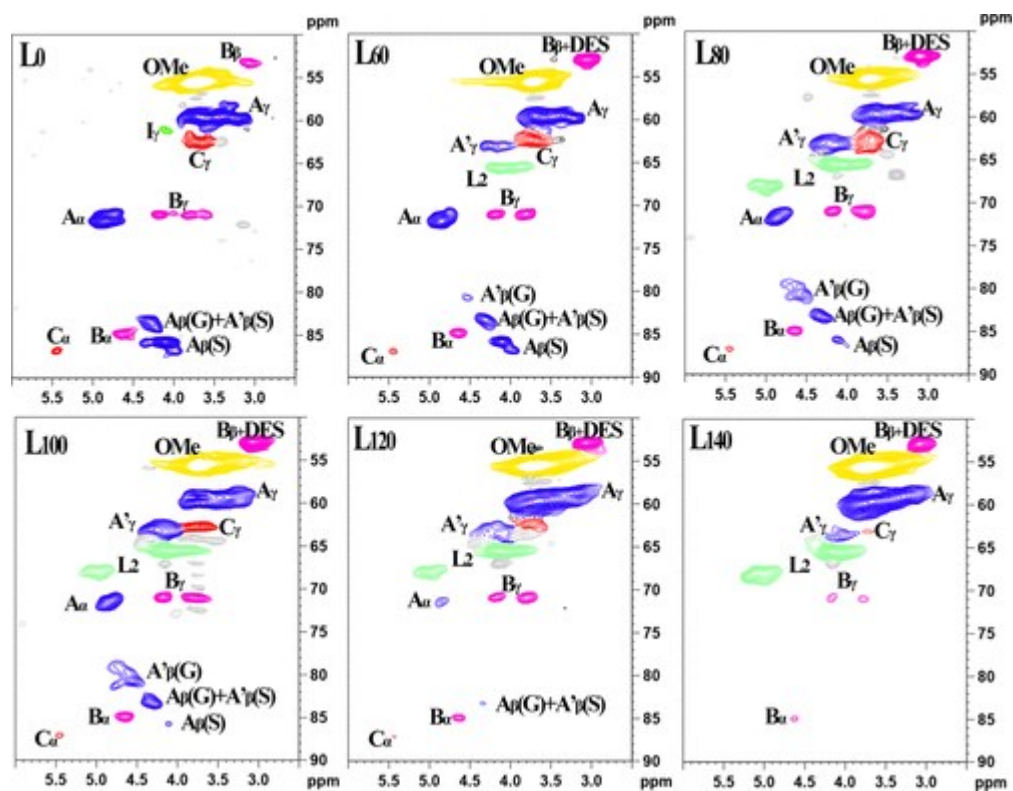 ppm ppm ppm
L0 Bβ
OMe
55
Aγ
60
Iγ
Cγ
65
Bγ
70
Aα
75
80
Aβ(G)+A'β(S)
85
Bα
Cα Aβ(S)
90
5.5 5.0 4.5 4.0 3.5 3.0
L60 Bβ+DES
OMe
55
Aγ
60
A'γ Cγ
65
L2
Bγ
70
Aα
75
80
A'β(G)
Aβ(G)+A'β(S)
85
Bα
Cα Aβ(S)
90
5.5 5.0 4.5 4.0 3.5 3.0
L80 Bβ+DES
OMe
55
Aγ
60
A'γ Cγ
65
L2
Bγ
70
Aα
75
80
A'β(G)
Aβ(G)+A'β(S)
85
Bα
Aβ(S)
Cα
90
5.5 5.0 4.5 4.0 3.5 3.0
L100 Bβ+DES
OMe
55
Aγ
60
A'γ
Cγ
65
L2
Bγ
70
Aα
75
A'β(G)
80
Aβ(G)+A'β(S)
85
Bα Aβ(S)
Cα
90
5.5 5.0 4.5 4.0 3.5 3.0 ppm
L120 Bβ+DES
OMe
55
Aγ
60
A'γ
Cγ
65
L2
Bγ
70
Aα
75
80
Aβ(G)+A'β(S)
85
Bα
Cα
90
5.5 5.0 4.5 4.0 3.5 3.0 ppm
L140 Bβ+DES
OMe
55
Aγ
60
A'γ
Cγ
65
L2
Bγ
70
75
80
85
Bα
90
5.5 5.0 4.5 4.0 3.5 3.0 ppm